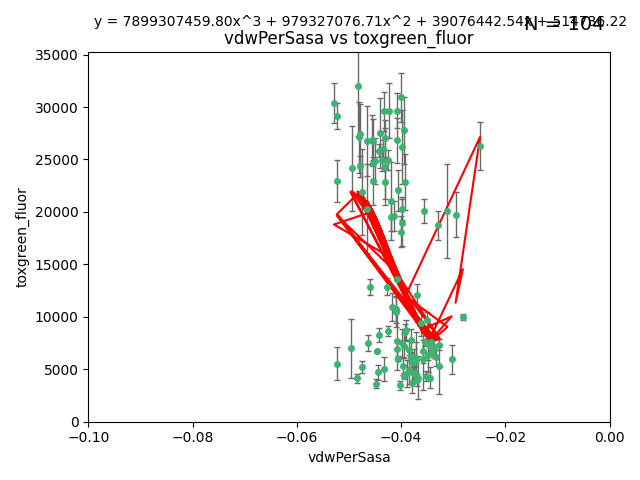 y = 7899307459.80x^3 + 979327076.71x^2 + 39076442.54x + 514736.22
N = 104
vdwPerSasa vs toxgreen_fluor
35000
30000
25000
20000
15000
10000
5000
0
toxgreen_fluor
−0.10
−0.08
−0.06
−0.04
−0.02
0.00
vdwPerSasa